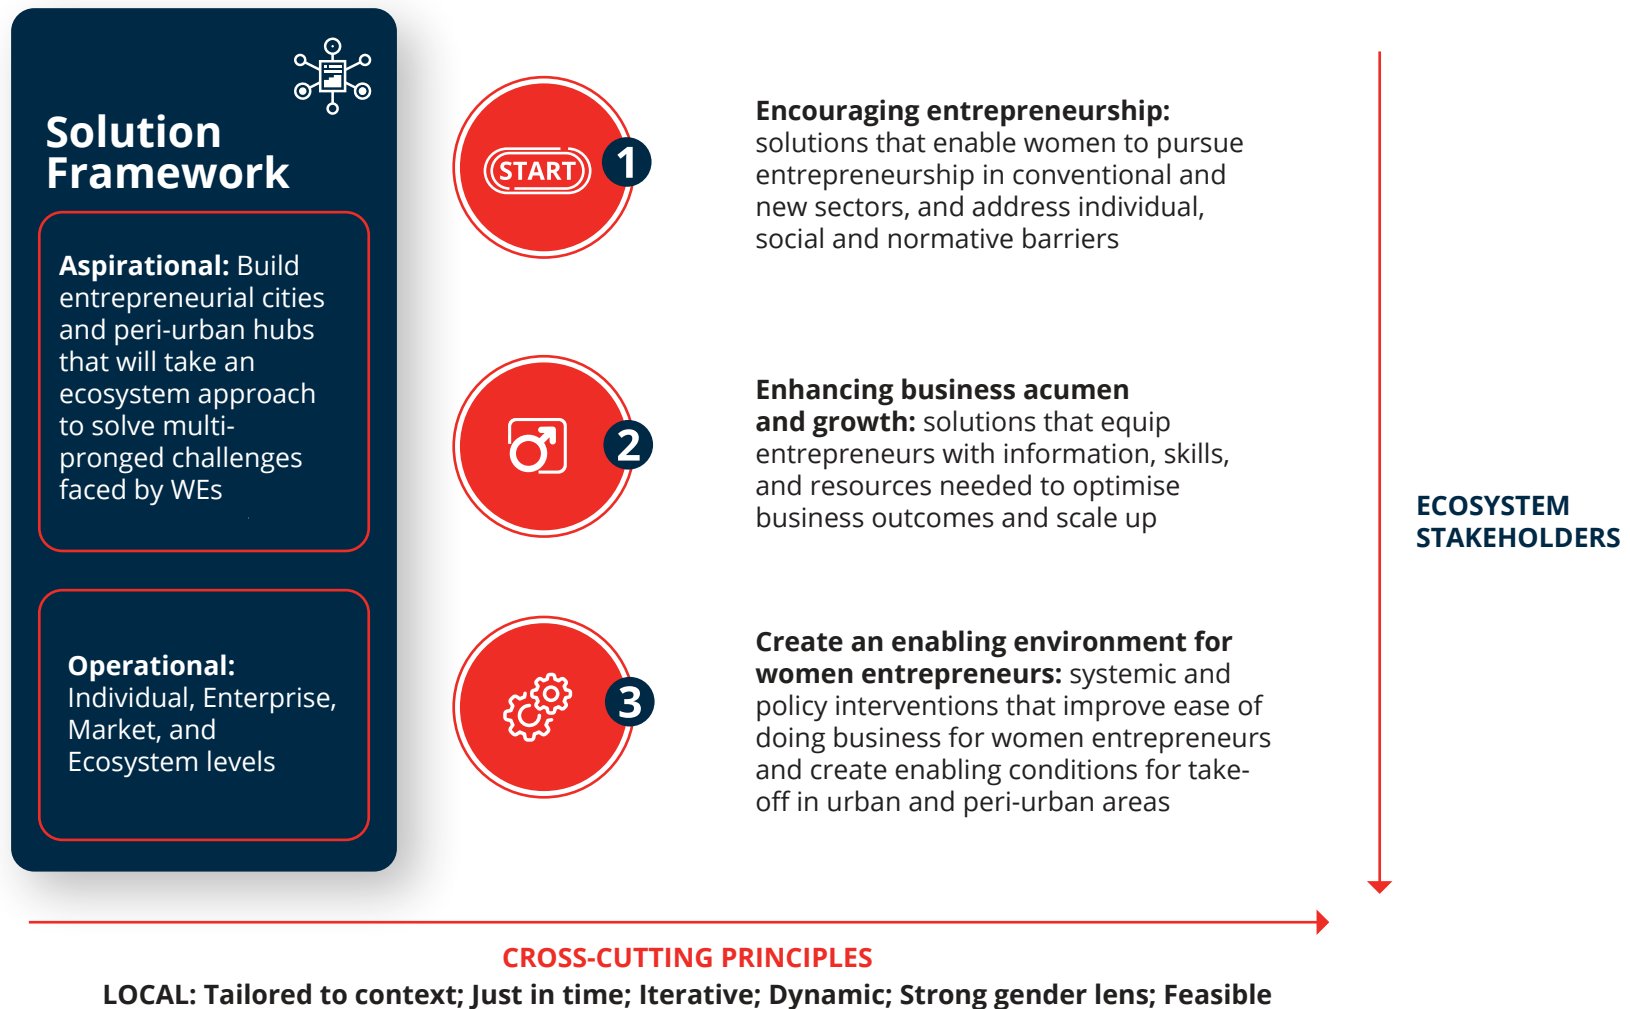 Solution
Framework
Aspirational: Build
entrepreneurial cities
and peri-urban hubs
that will take an
ecosystem approach
to solve multi-
pronged challenges
faced by WEs
Operational:
Individual, Enterprise,
Market, and
Ecosystem levels
START
1
Encouraging entrepreneurship:
solutions that enable women to pursue
entrepreneurship in conventional and
new sectors, and address individual,
social and normative barriers
2
Enhancing business acumen
and growth: solutions that equip
entrepreneurs with information, skills,
and resources needed to optimise
business outcomes and scale up
3
Create an enabling environment for
women entrepreneurs: systemic and
policy interventions that improve ease of
doing business for women entrepreneurs
and create enabling conditions for take-
off in urban and peri-urban areas
ECOSYSTEM
STAKEHOLDERS
CROSS-CUTTING PRINCIPLES
LOCAL: Tailored to context; Just in time; Iterative; Dynamic; Strong gender lens; Feasible